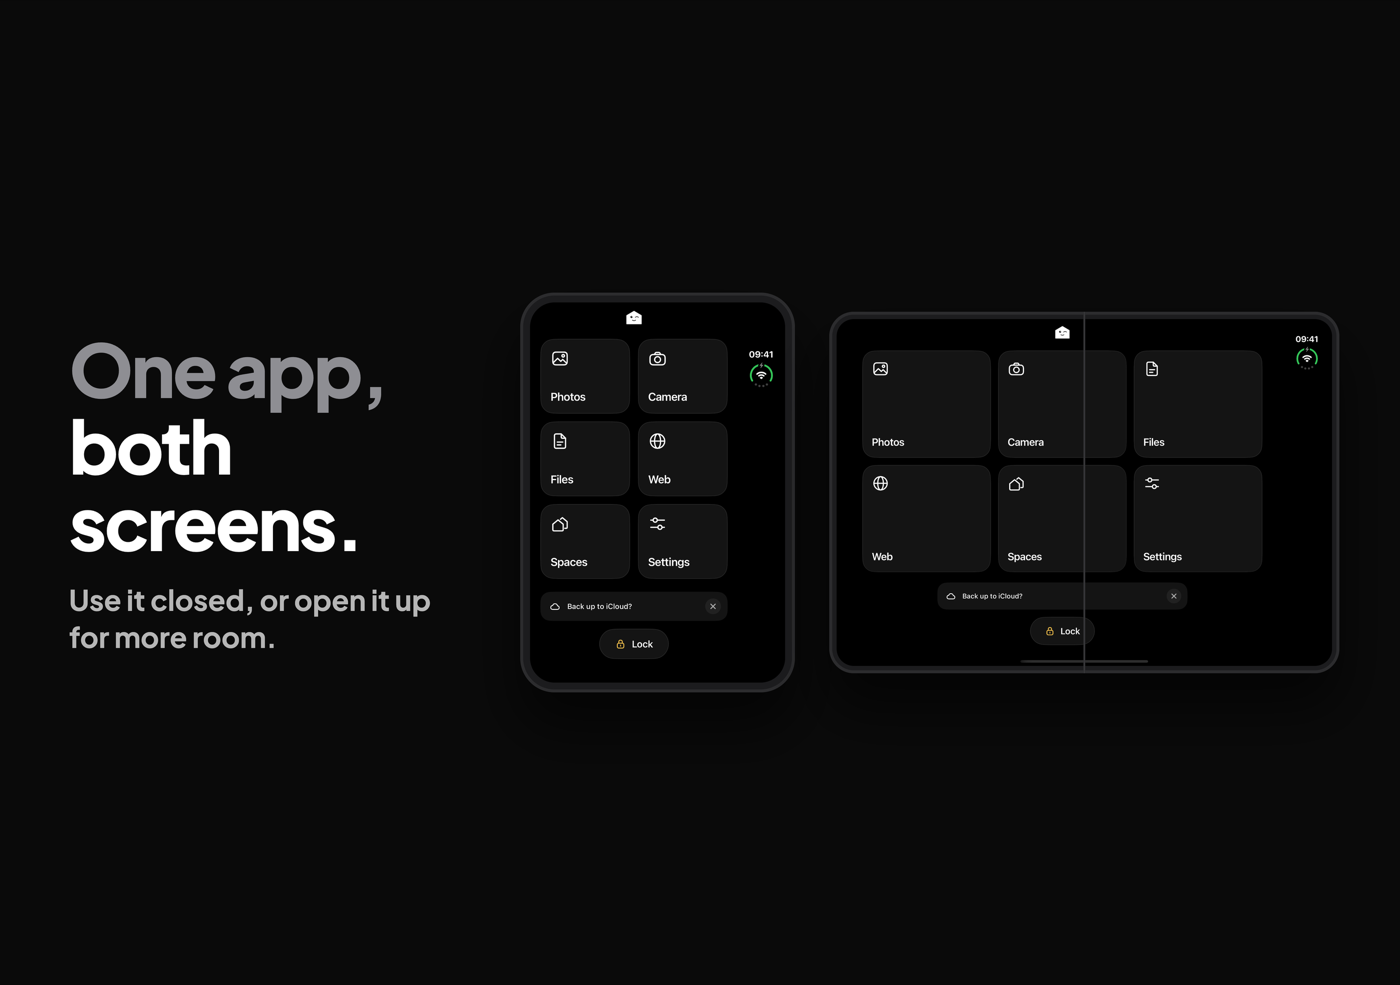 One app,
both
screens.
Use it closed, or open it up
for more room.
09:41
Photos
Camera
Files
Web
Spaces
Settings
Back up to iCloud?
Lock
09:41
Photos
Camera
Files
Web
Spaces
Settings
Back up to iCloud?
Lock